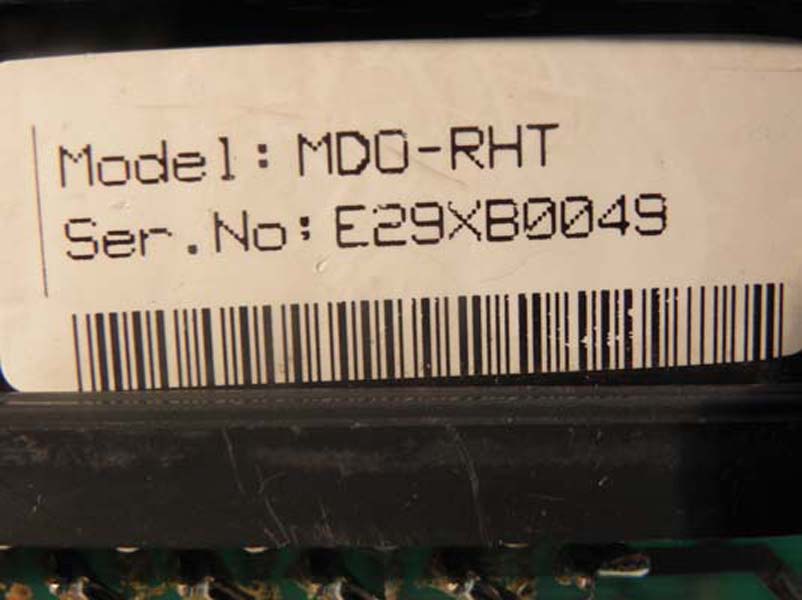 Model: MDO-RHT
Ser.No: E29XB0049